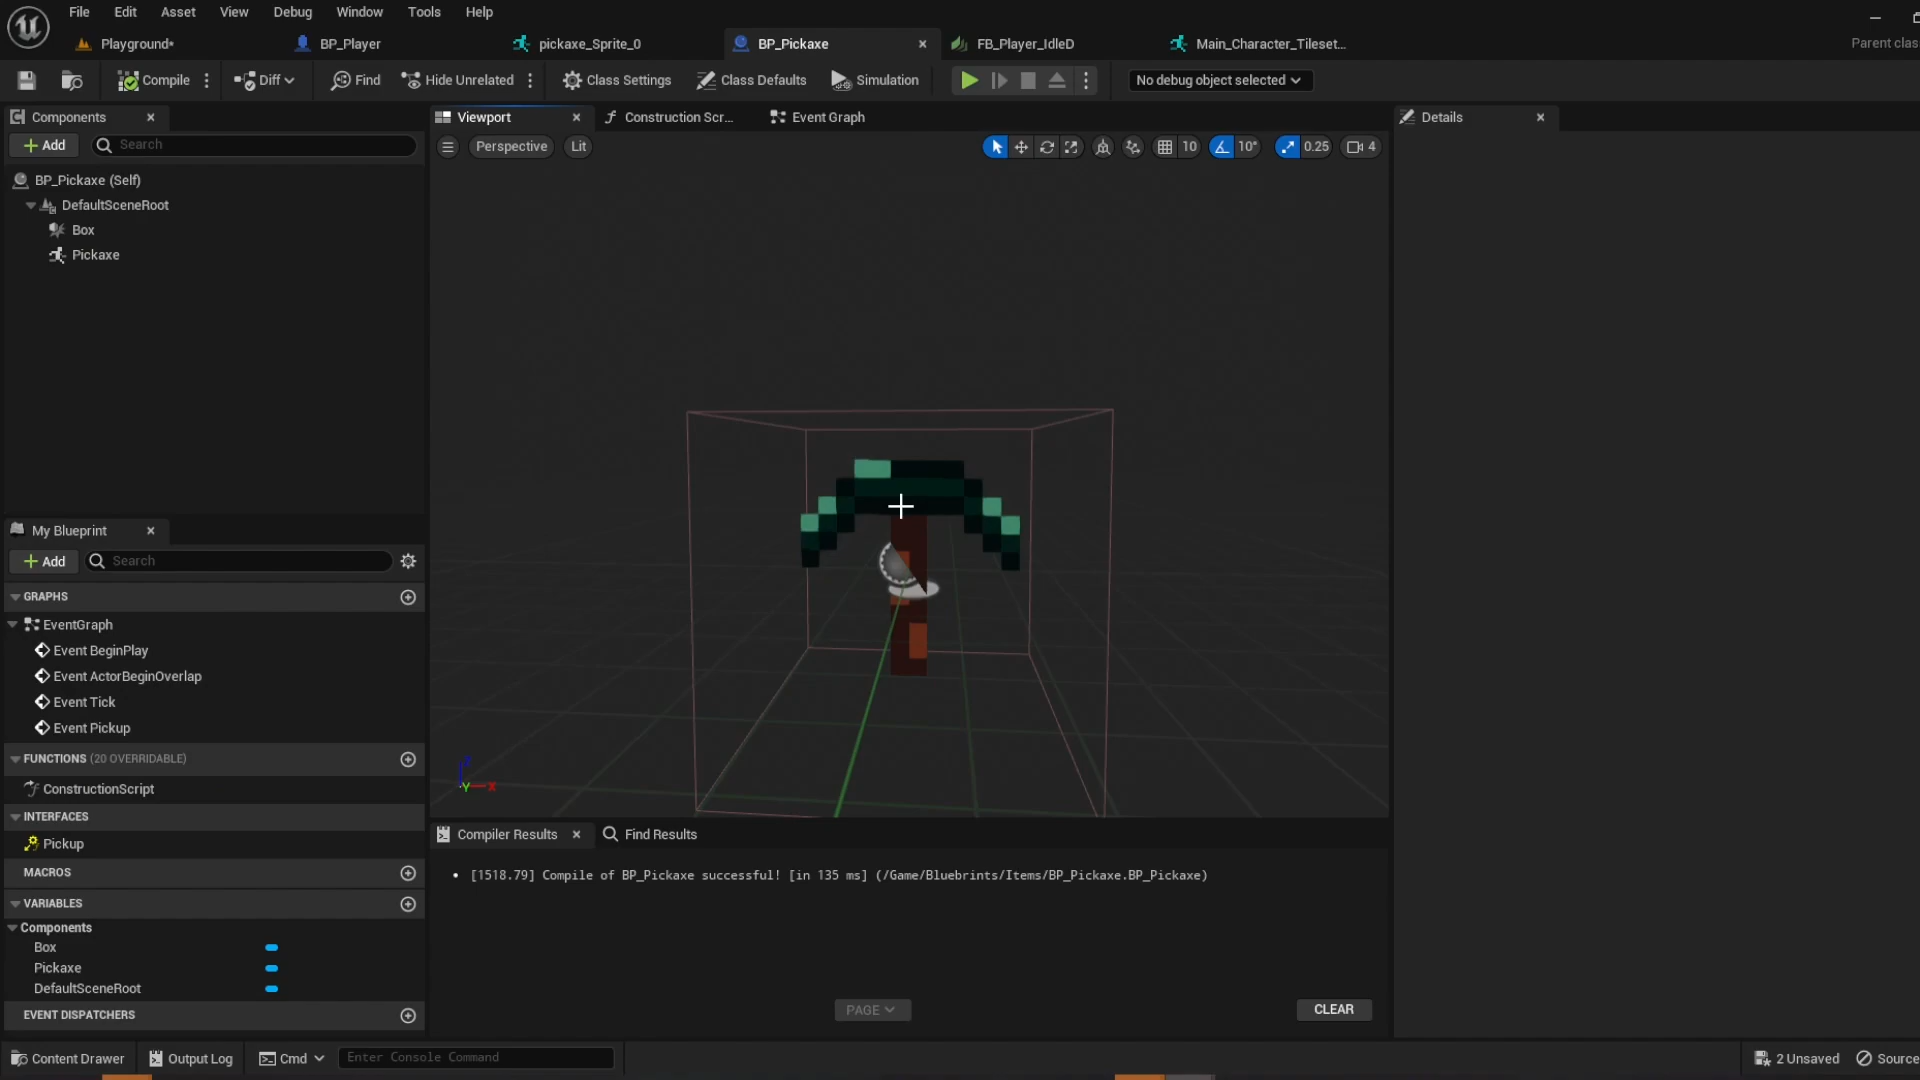 File Edit Asset View Debug Window Tools Help
Playground* BP_Player pickaxe_Sprite_0 BP_Pickaxe FB_Player_IdleD Main_Character_Tileset... Parent clas
Compile Diff Find Hide Unrelated Class Settings Class Defaults Simulation No debug object selected
Components Viewport Construction Scr... Event Graph Details
Add Search Perspective Lit 10 10° 0.25 4
BP_Pickaxe (Self)
DefaultSceneRoot
Box
Pickaxe
My Blueprint
Add Search
GRAPHS
EventGraph
Event BeginPlay
Event ActorBeginOverlap
Event Tick
Event Pickup
FUNCTIONS (20 OVERRIDABLE)
ConstructionScript
INTERFACES
Pickup
MACROS
VARIABLES
Components
Box
Pickaxe
DefaultSceneRoot
EVENT DISPATCHERS
Y X
Compiler Results Find Results
• [1518.79] Compile of BP_Pickaxe successful! [in 135 ms] (/Game/Bluebrints/Items/BP_Pickaxe.BP_Pickaxe)
PAGE CLEAR
Content Drawer Output Log Cmd Enter Console Command 2 Unsaved Source